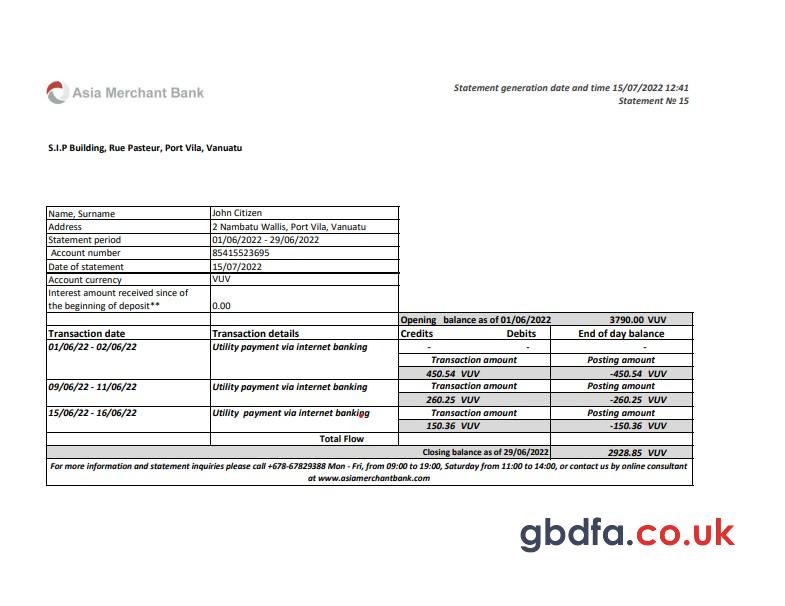 Asia Merchant Bank
Statement generation date and time 15/07/2022 12:41
Statement № 15
S.I.P Building, Rue Pasteur, Port Vila, Vanuatu
Name, Surname John Citizen
Address 2 Nambatu Wallis, Port Vila, Vanuatu
Statement period 01/06/2022 - 29/06/2022
Account number 85415523695
Date of statement 15/07/2022
Account currency VUV
Interest amount received since of
the beginning of deposit** 0.00
Opening balance as of 01/06/2022 3790.00 VUV
Transaction date Transaction details Credits Debits End of day balance
01/06/22 - 02/06/22 Utility payment via internet banking - - -
Transaction amount Posting amount
450.54 VUV -450.54 VUV
09/06/22 - 11/06/22 Utility payment via internet banking Transaction amount Posting amount
260.25 VUV -260.25 VUV
15/06/22 - 16/06/22 Utility payment via internet banking Transaction amount Posting amount
150.36 VUV -150.36 VUV
Total Flow
Closing balance as of 29/06/2022 2928.85 VUV
For more information and statement inquiries please call +678-67829388 Mon - Fri, from 09:00 to 19:00, Saturday from 11:00 to 14:00, or contact us by online consultant
at www.asiamerchantbank.com
gbdfa.co.uk